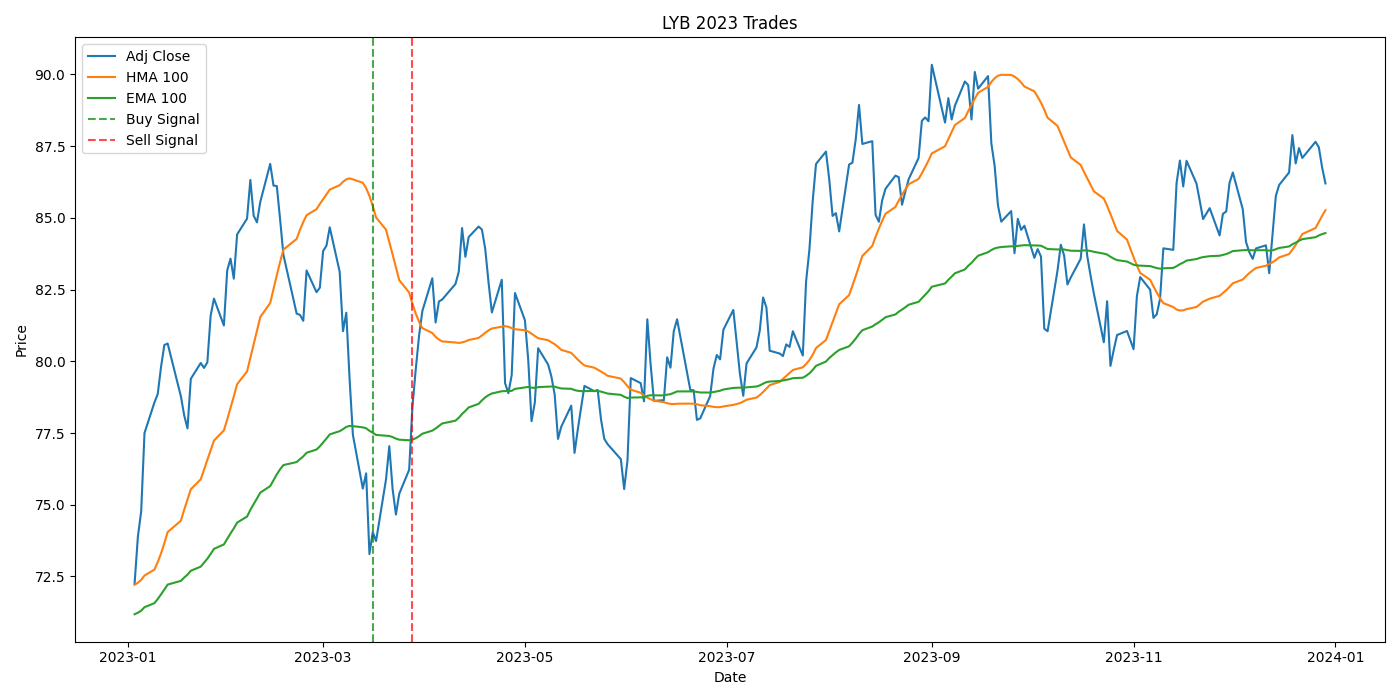 LYB 2023 Trades
Adj Close
HMA 100
EMA 100
Buy Signal
Sell Signal
Price
90.0
87.5
85.0
82.5
80.0
77.5
75.0
72.5
2023-01
2023-03
2023-05
2023-07
2023-09
2023-11
2024-01
Date